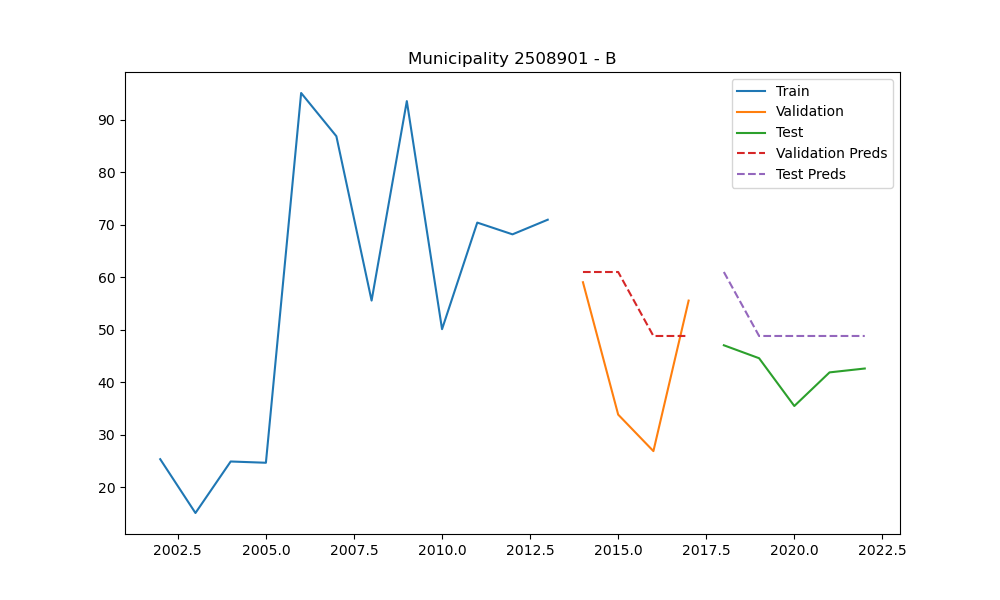 Municipality 2508901 - B
Train
Validation
Test
Validation Preds
Test Preds
90
80
70
60
50
40
30
20
2002.5 2005.0 2007.5 2010.0 2012.5 2015.0 2017.5 2020.0 2022.5